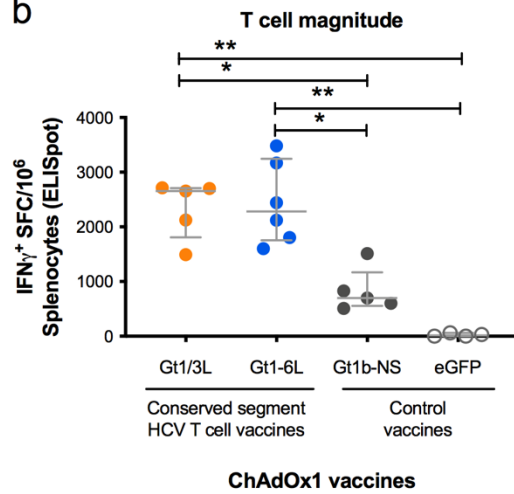 b
T cell magnitude
**
*
**
*
IFNγ⁺ SFC/10⁶
Splenocytes (ELISpot)
4000
3000
2000
1000
0
Gt1/3L Gt1-6L Gt1b-NS eGFP
Conserved segment
HCV T cell vaccines
Control
vaccines
ChAdOx1 vaccines